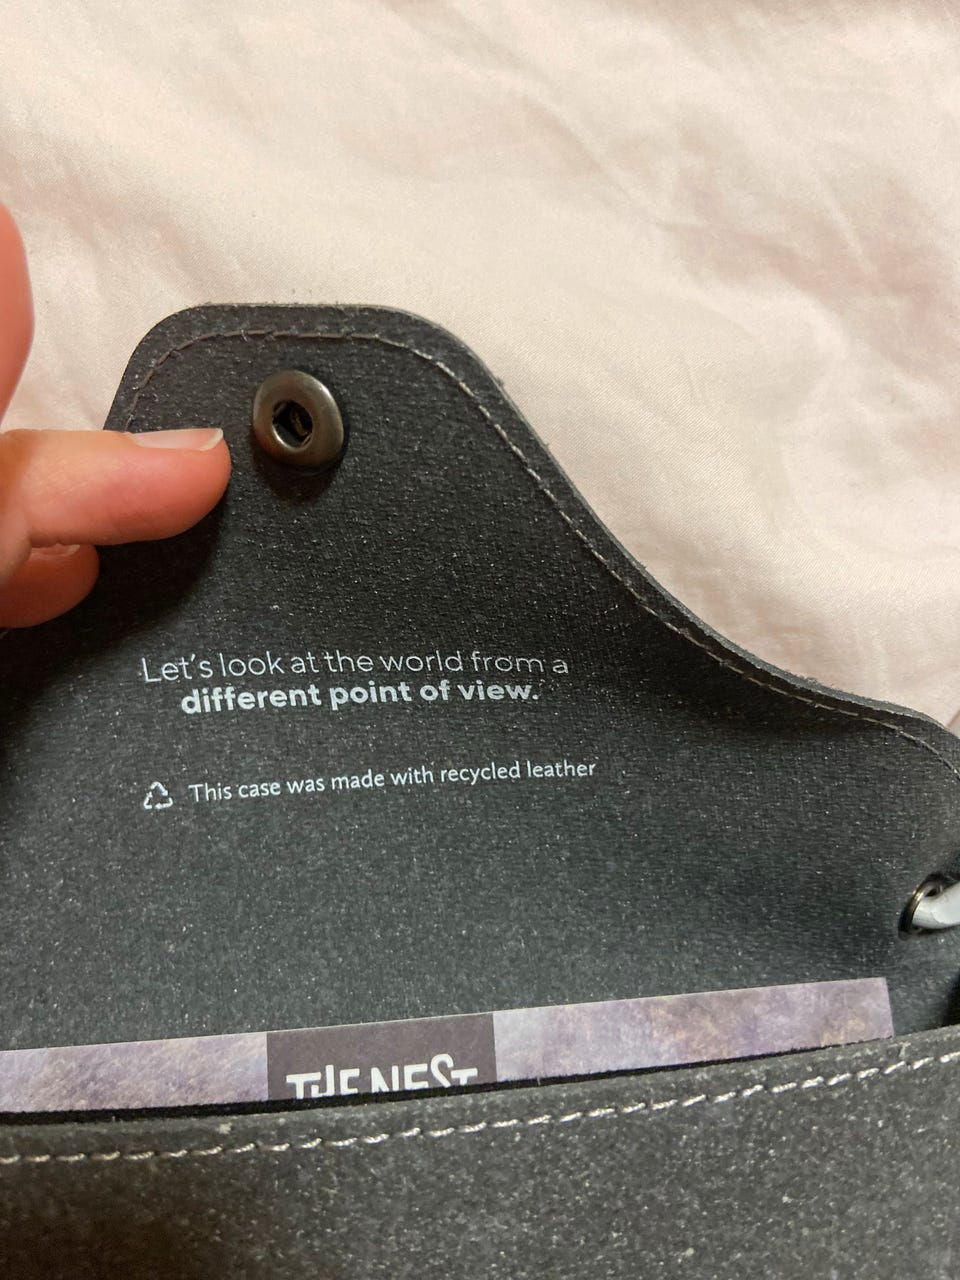 Let's look at the world from a
different point of view.
This case was made with recycled leather
THE NEST